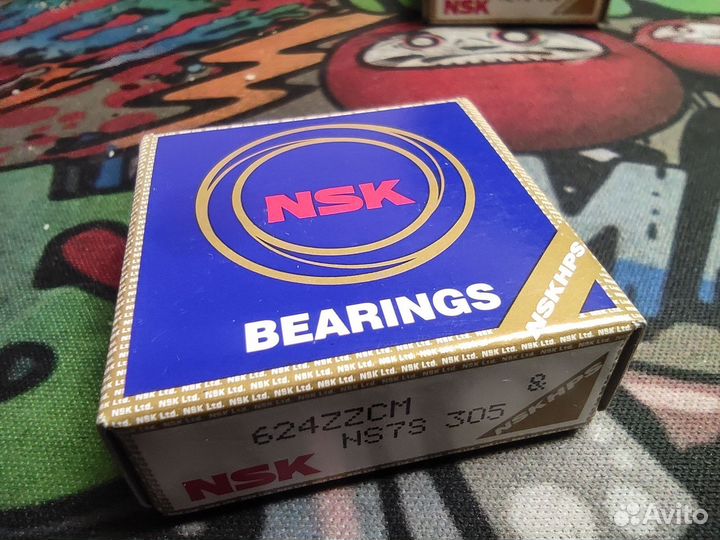 NSK
NSK
BEARINGS
NSKHPS
NSK Ltd. NSK Ltd. NSK Ltd. NSK Ltd. NSK Ltd. NSK Ltd. NSK Ltd.
624ZZCM
NS7S 305 &
NSK
NSKHPS
Avito